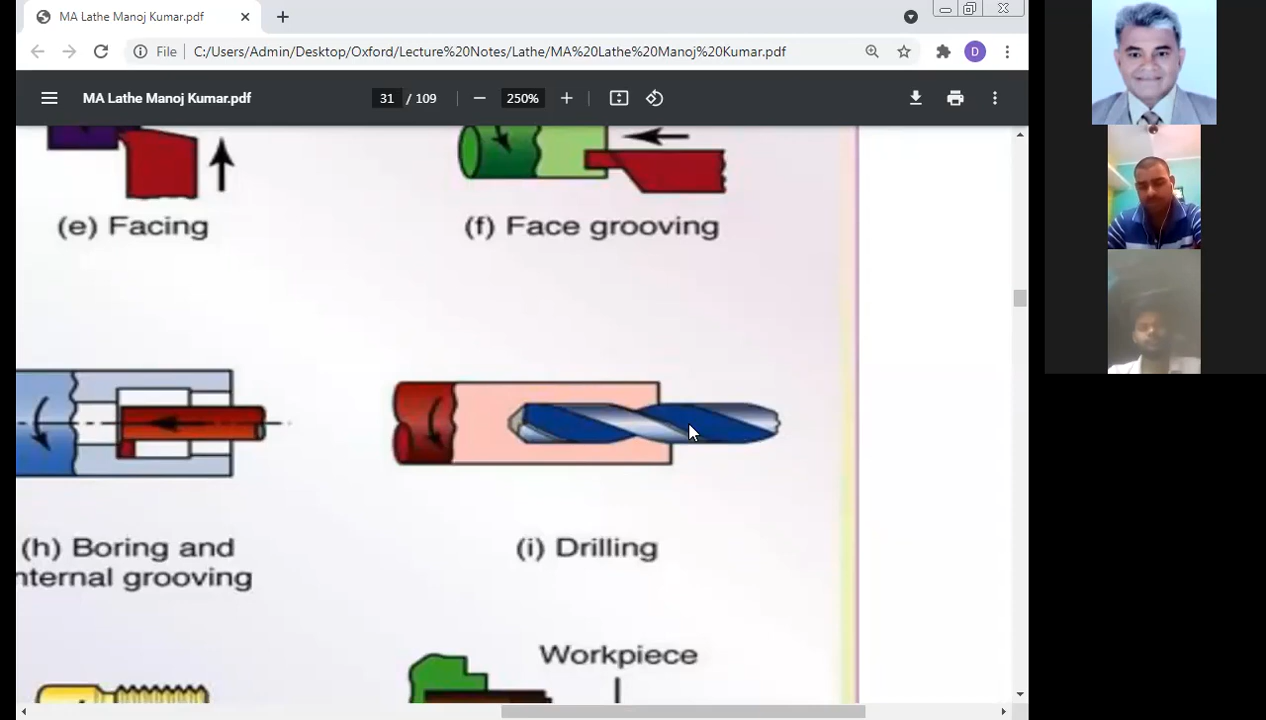 MA Lathe Manoj Kumar.pdf
File
C:/Users/Admin/Desktop/Oxford/Lecture%20Notes/Lathe/MA%20Lathe%20Manoj%20Kumar.pdf
D
MA Lathe Manoj Kumar.pdf
31 / 109
250%
(e) Facing
(f) Face grooving
(h) Boring and
nternal grooving
(i) Drilling
Workpiece